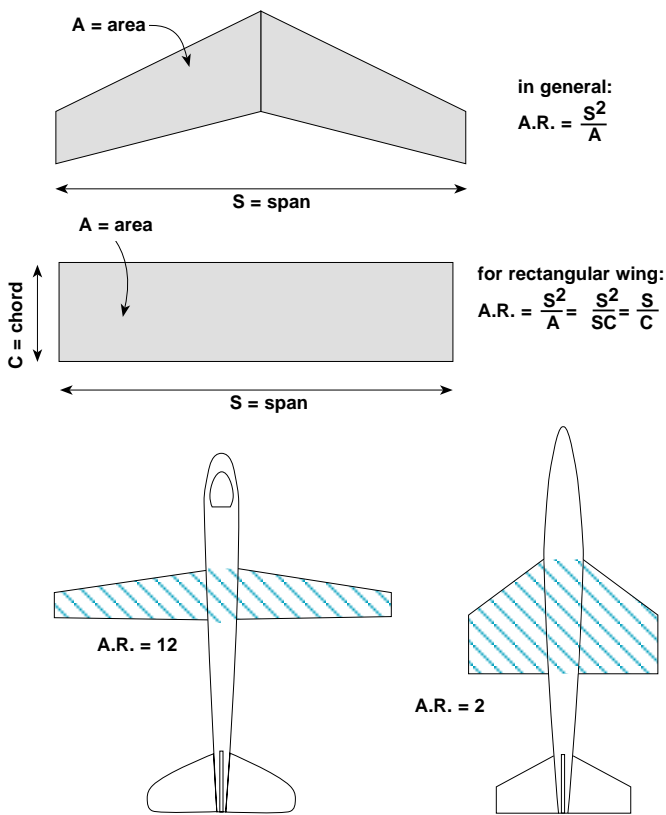 A = area
in general:
A.R. = S2/A
S = span
A = area
C = chord
for rectangular wing:
A.R. = S2/A = S2/SC = S/C
S = span
A.R. = 12
A.R. = 2